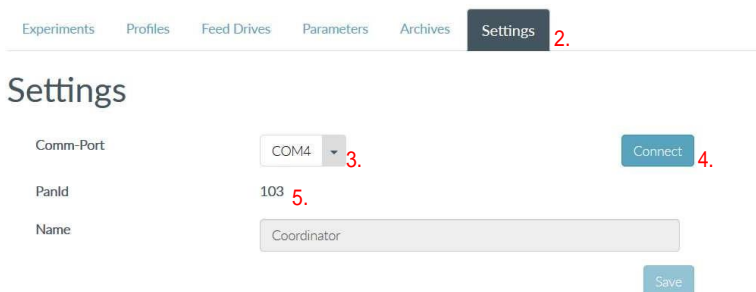 Experiments Profiles Feed Drives Parameters Archives Settings 2.
Settings
Comm-Port COM4 3. Connect 4.
PanId 103 5.
Name Coordinator
Save